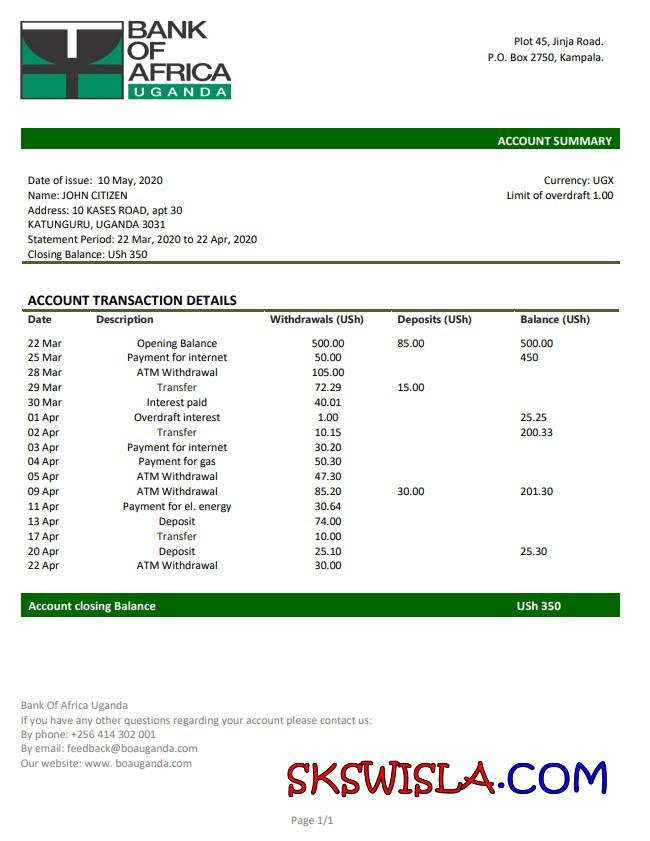 BANK
OF
AFRICA
UGANDA
Plot 45, Jinja Road.
P.O. Box 2750, Kampala.
ACCOUNT SUMMARY
Date of issue: 10 May, 2020
Name: JOHN CITIZEN
Address: 10 KASES ROAD, apt 30
KATUNGURU, UGANDA 3031
Statement Period: 22 Mar, 2020 to 22 Apr, 2020
Closing Balance: USh 350
Currency: UGX
Limit of overdraft 1.00
ACCOUNT TRANSACTION DETAILS
Date Description Withdrawals (USh) Deposits (USh) Balance (USh)
22 Mar Opening Balance 500.00 85.00 500.00
25 Mar Payment for internet 50.00 450
28 Mar ATM Withdrawal 105.00
29 Mar Transfer 72.29 15.00
30 Mar Interest paid 40.01
01 Apr Overdraft interest 1.00 25.25
02 Apr Transfer 10.15 200.33
03 Apr Payment for internet 30.20
04 Apr Payment for gas 50.30
05 Apr ATM Withdrawal 47.30
09 Apr ATM Withdrawal 85.20 30.00 201.30
11 Apr Payment for el. energy 30.64
13 Apr Deposit 74.00
17 Apr Transfer 10.00
20 Apr Deposit 25.10 25.30
22 Apr ATM Withdrawal 30.00
Account closing Balance USh 350
Bank Of Africa Uganda
If you have any other questions regarding your account please contact us:
By phone: +256 414 302 001
By email: feedback@boauganda.com
Our website: www. boauganda.com
SKSWISLA.COM
Page 1/1